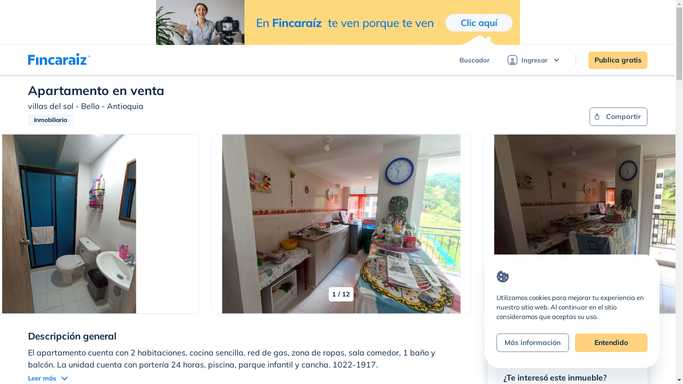 En Fincaraíz te ven porque te ven
Clic aquí
Fincaraíz
Buscador
Ingresar
Publica gratis
Apartamento en venta
villas del sol - Bello - Antioquia
Inmobiliaria
Compartir
1 / 12
Utilizamos cookies para mejorar tu experiencia en
nuestro sitio web. Al continuar en el sitio
consideramos que aceptas su uso.
Más información
Entendido
Descripción general
El apartamento cuenta con 2 habitaciones, cocina sencilla, red de gas, zona de ropas, sala comedor, 1 baño y
balcón. La unidad cuenta con portería 24 horas, piscina, parque infantil y cancha. 1022-1917.
Leer más
¿Te interesó este inmueble?